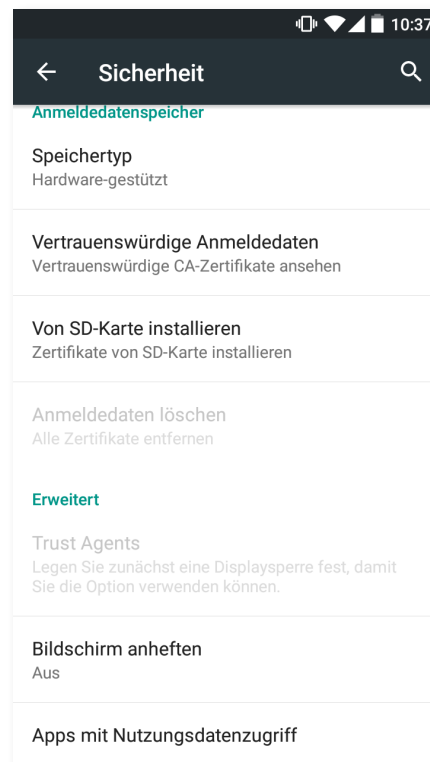 10:37
Sicherheit
Anmeldedatenspeicher
Speichertyp
Hardware-gestützt
Vertrauenswürdige Anmeldedaten
Vertrauenswürdige CA-Zertifikate ansehen
Von SD-Karte installieren
Zertifikate von SD-Karte installieren
Anmeldedaten löschen
Alle Zertifikate entfernen
Erweitert
Trust Agents
Legen Sie zunächst eine Displaysperre fest, damit
Sie die Option verwenden können.
Bildschirm anheften
Aus
Apps mit Nutzungsdatenzugriff